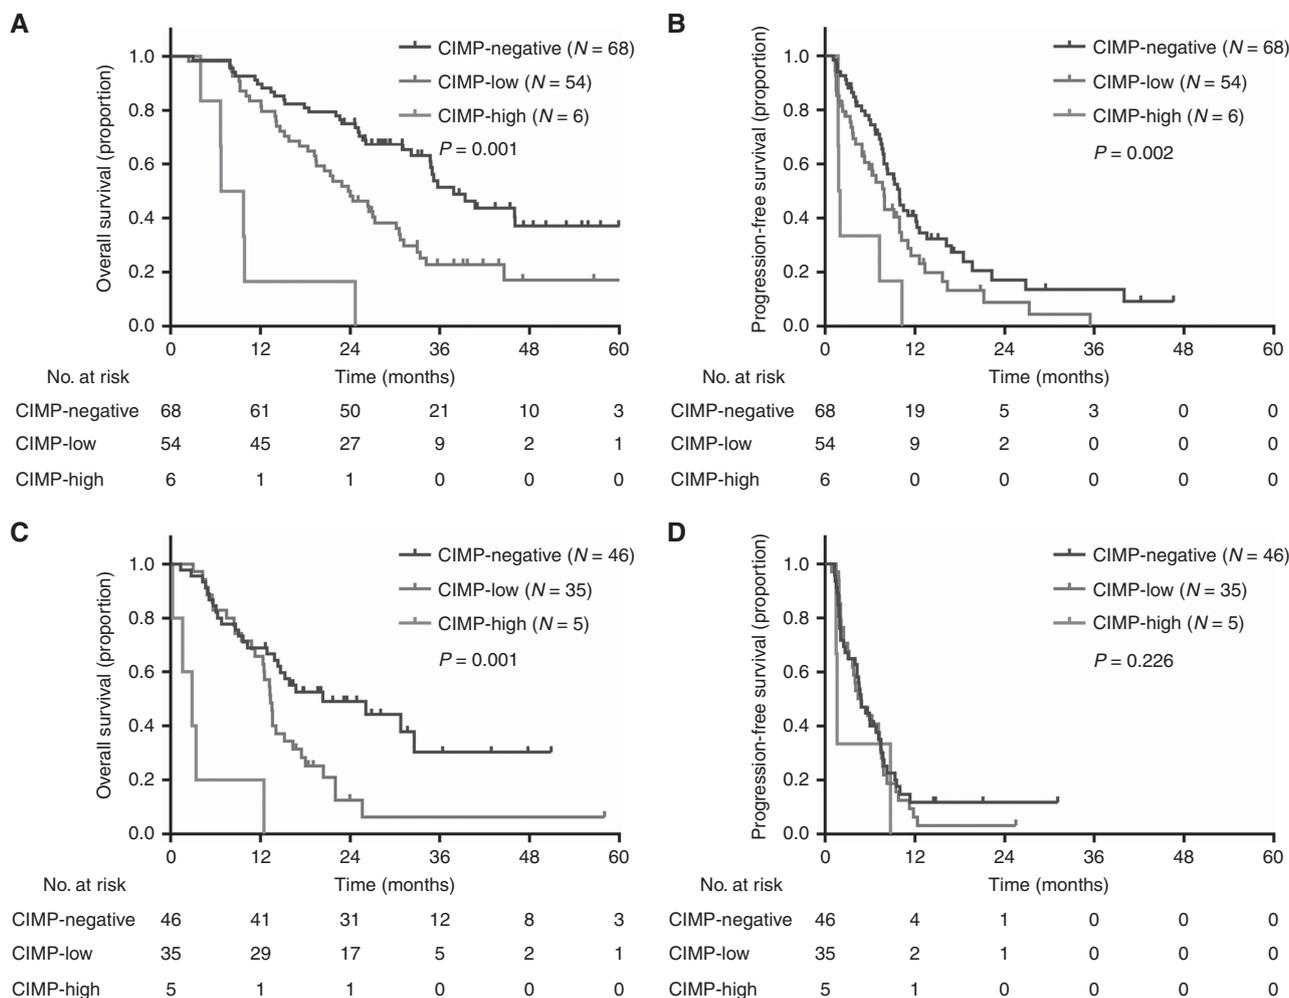 A
Overall survival (proportion)
1.0
0.8
0.6
0.4
0.2
0.0
CIMP-negative (N = 68)
CIMP-low (N = 54)
CIMP-high (N = 6)
P = 0.001
0 12 24 36 48 60
No. at risk Time (months)
CIMP-negative 68 61 50 21 10 3
CIMP-low 54 45 27 9 2 1
CIMP-high 6 1 1 0 0 0
B
Progression-free survival (proportion)
1.0
0.8
0.6
0.4
0.2
0.0
CIMP-negative (N = 68)
CIMP-low (N = 54)
CIMP-high (N = 6)
P = 0.002
0 12 24 36 48 60
No. at risk Time (months)
CIMP-negative 68 19 5 3 0 0
CIMP-low 54 9 2 0 0 0
CIMP-high 6 0 0 0 0 0
C
Overall survival (proportion)
1.0
0.8
0.6
0.4
0.2
0.0
CIMP-negative (N = 46)
CIMP-low (N = 35)
CIMP-high (N = 5)
P = 0.001
0 12 24 36 48 60
No. at risk Time (months)
CIMP-negative 46 41 31 12 8 3
CIMP-low 35 29 17 5 2 1
CIMP-high 5 1 1 0 0 0
D
Progression-free survival (proportion)
1.0
0.8
0.6
0.4
0.2
0.0
CIMP-negative (N = 46)
CIMP-low (N = 35)
CIMP-high (N = 5)
P = 0.226
0 12 24 36 48 60
No. at risk Time (months)
CIMP-negative 46 4 1 0 0 0
CIMP-low 35 2 1 0 0 0
CIMP-high 5 1 0 0 0 0